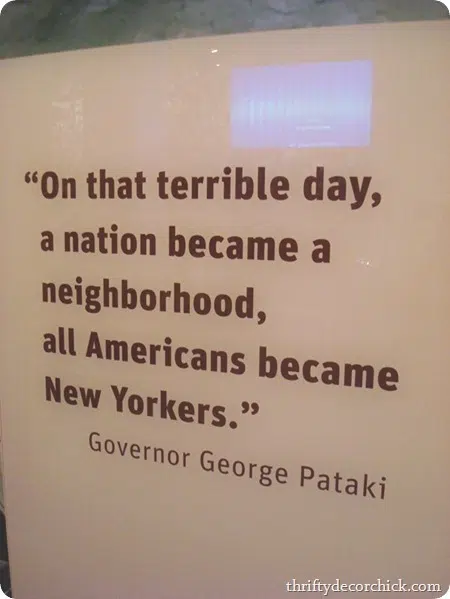 “On that terrible day,
a nation became a
neighborhood,
all Americans became
New Yorkers.”
Governor George Pataki
thriftydecorchick.com